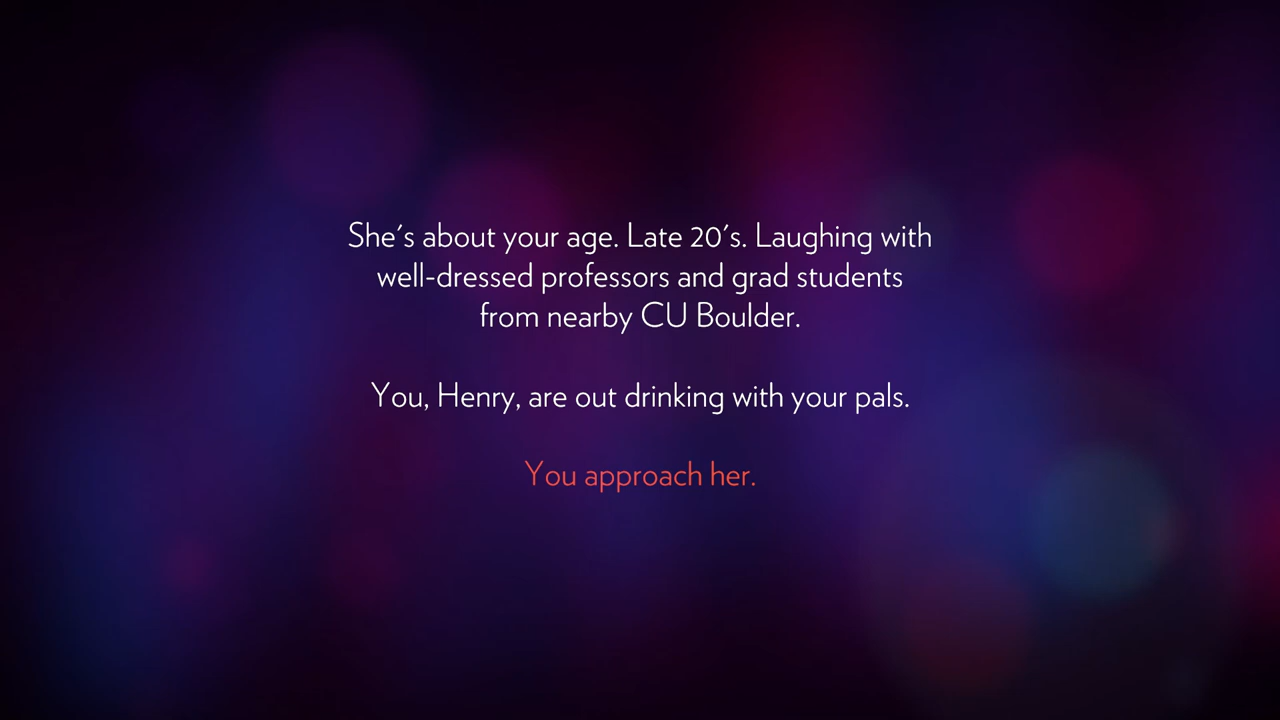 She's about your age. Late 20's. Laughing with
well-dressed professors and grad students
from nearby CU Boulder.
You, Henry, are out drinking with your pals.
You approach her.